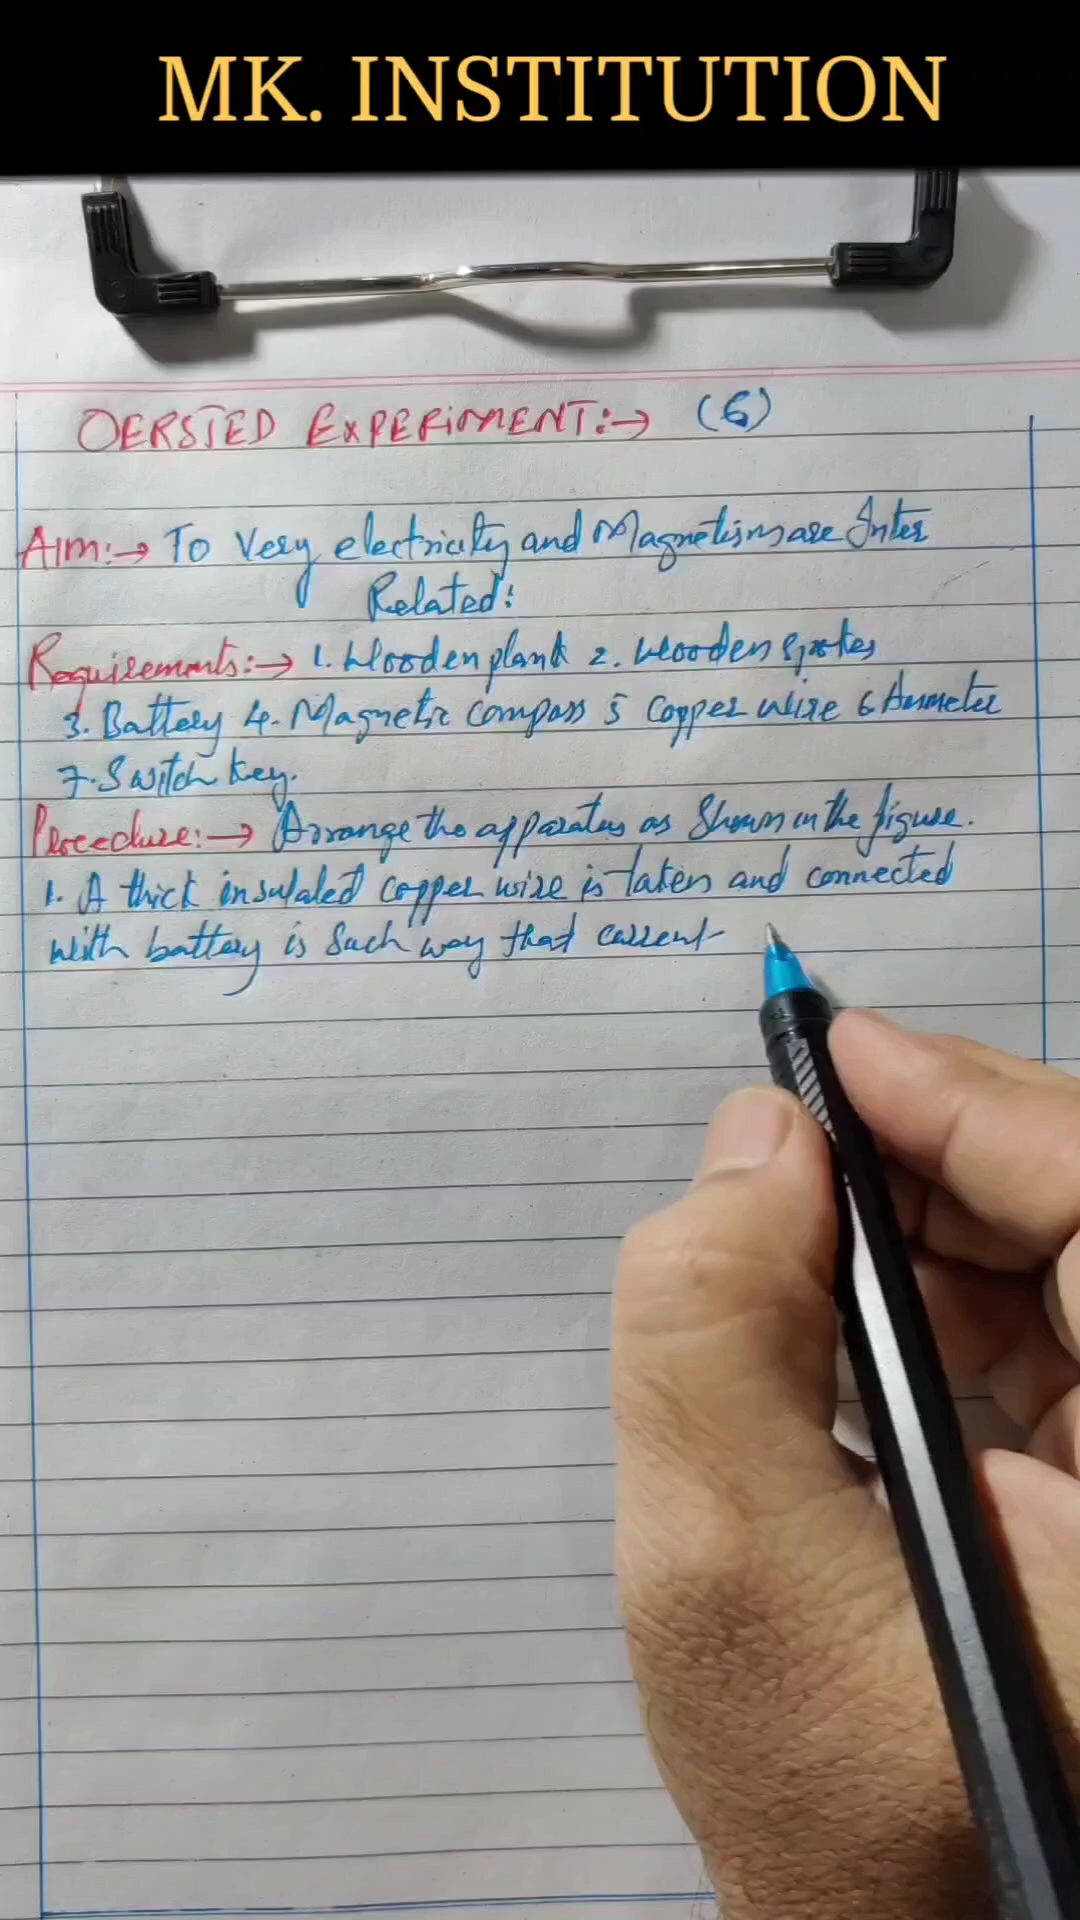 MK. INSTITUTION
OERSTED EXPERIMENT:→ (6)
Aim:→ To Very electricity and Magnetism are Inter
Related:
Requirements:→ 1. Wooden plank 2. Wooden
3. Battery 4. Magnetic compass 5 Copper wire 6 Ammeter
7. Switch key.
Procedure:→ Arrange the apparatus as Shown in the figure.
1. A thick insulated copper wire is taken and connected
with battery is Such way that current